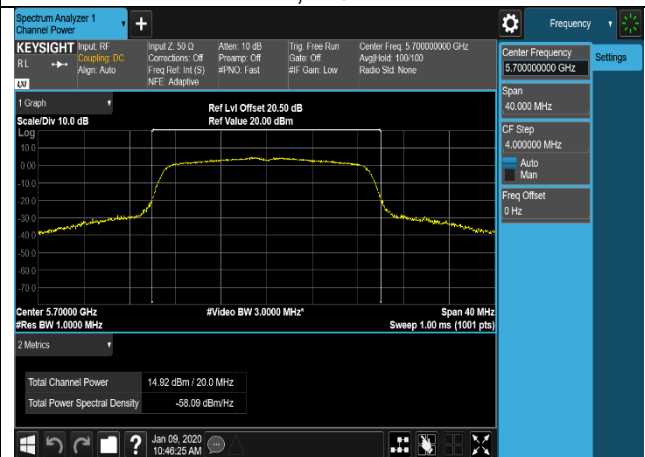 Spectrum Analyzer 1
Channel Power
Frequency
KEYSIGHT Input: RF
Coupling: DC
Align: Auto
RL
LXI
Input Z: 50 Ω
Corrections: Off
Freq Ref: Int (S)
NFE: Adaptive
Atten: 10 dB
Preamp: Off
#PNO: Fast
Trig: Free Run
Gate: Off
#IF Gain: Low
Center Freq: 5.700000000 GHz
Avg|Hold: 100/100
Radio Std: None
Center Frequency
5.700000000 GHz
Settings
Span
40.000 MHz
CF Step
4.000000 MHz
Auto
Man
Freq Offset
0 Hz
1 Graph
Scale/Div 10.0 dB
Ref Lvl Offset 20.50 dB
Ref Value 20.00 dBm
Log
10.0
0.00
-10.0
-20.0
-30.0
-40.0
-50.0
-60.0
-70.0
Center 5.70000 GHz
#Res BW 1.0000 MHz
#Video BW 3.0000 MHz*
Span 40 MHz
Sweep 1.00 ms (1001 pts)
2 Metrics
Total Channel Power 14.92 dBm / 20.0 MHz
Total Power Spectral Density -58.09 dBm/Hz
Jan 09, 2020
10:46:25 AM